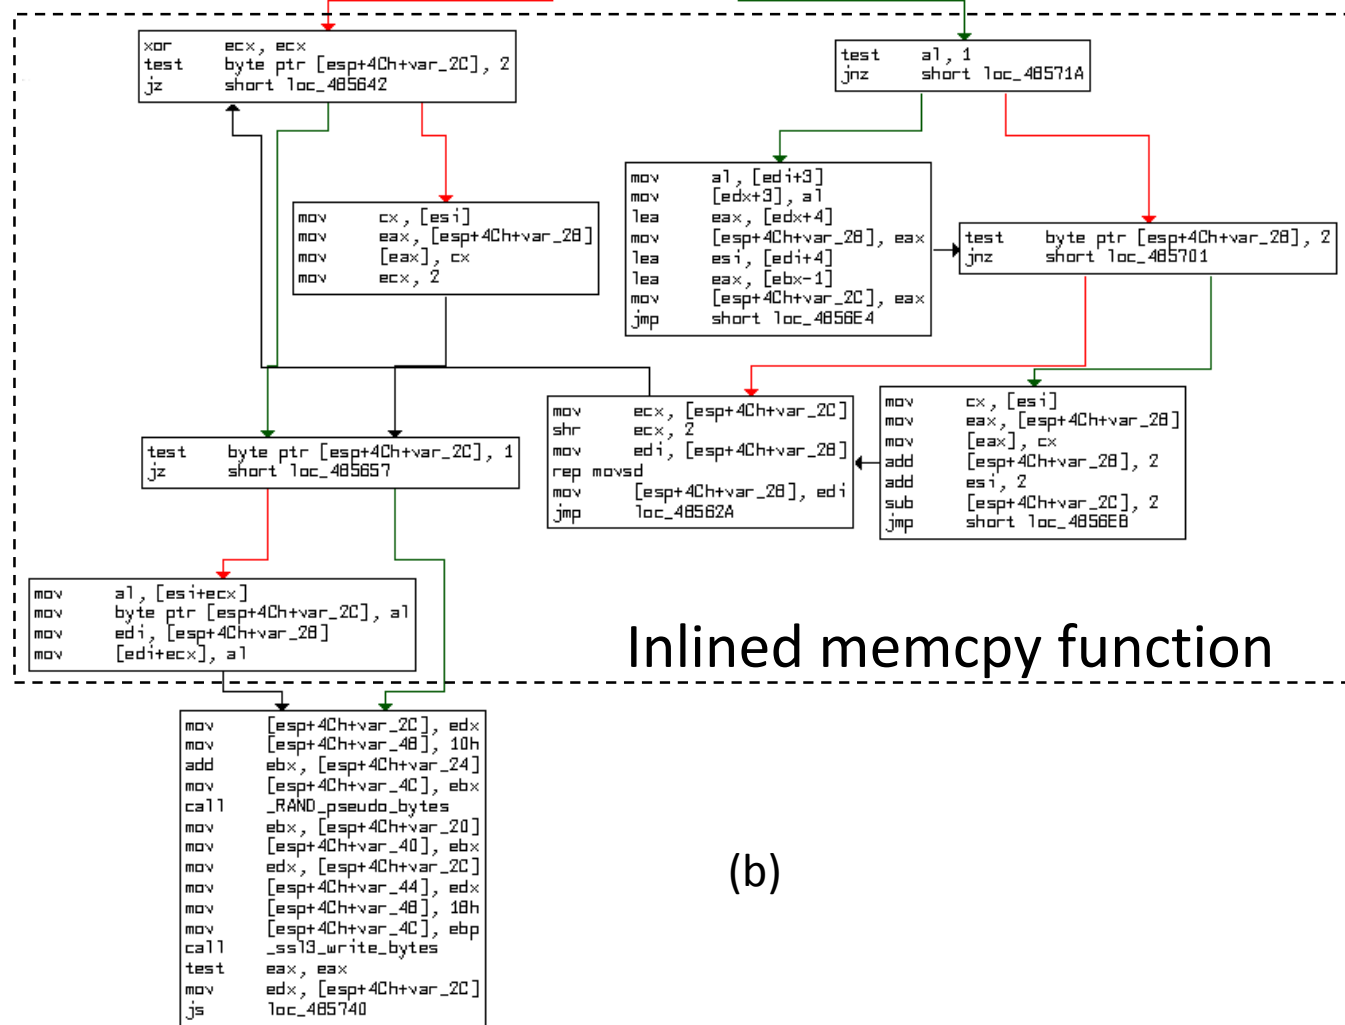 xor ecx, ecx
test byte ptr [esp+4Ch+var_2C], 2
jz short loc_485642
test al, 1
jnz short loc_48571A
mov al, [edi+3]
mov [edx+3], al
lea eax, [edx+4]
mov [esp+4Ch+var_28], eax
lea esi, [edi+4]
lea eax, [ebx-1]
mov [esp+4Ch+var_2C], eax
jmp short loc_4856E4
mov cx, [esi]
mov eax, [esp+4Ch+var_28]
mov [eax], cx
mov ecx, 2
test byte ptr [esp+4Ch+var_28], 2
jnz short loc_485701
mov ecx, [esp+4Ch+var_2C]
shr ecx, 2
mov edi, [esp+4Ch+var_28]
rep movsd
mov [esp+4Ch+var_28], edi
jmp loc_48562A
mov cx, [esi]
mov eax, [esp+4Ch+var_28]
mov [eax], cx
add [esp+4Ch+var_28], 2
add esi, 2
sub [esp+4Ch+var_2C], 2
jmp short loc_4856EB
test byte ptr [esp+4Ch+var_2C], 1
jz short loc_485657
mov al, [esi+ecx]
mov byte ptr [esp+4Ch+var_2C], al
mov edi, [esp+4Ch+var_28]
mov [edi+ecx], al
Inlined memcpy function
mov [esp+4Ch+var_2C], edx
mov [esp+4Ch+var_48], 10h
add ebx, [esp+4Ch+var_24]
mov [esp+4Ch+var_4C], ebx
call _RAND_pseudo_bytes
mov ebx, [esp+4Ch+var_20]
mov [esp+4Ch+var_40], ebx
mov edx, [esp+4Ch+var_2C]
mov [esp+4Ch+var_44], edx
mov [esp+4Ch+var_48], 18h
mov [esp+4Ch+var_4C], ebp
call _ssl3_write_bytes
test eax, eax
mov edx, [esp+4Ch+var_2C]
js loc_485740
(b)